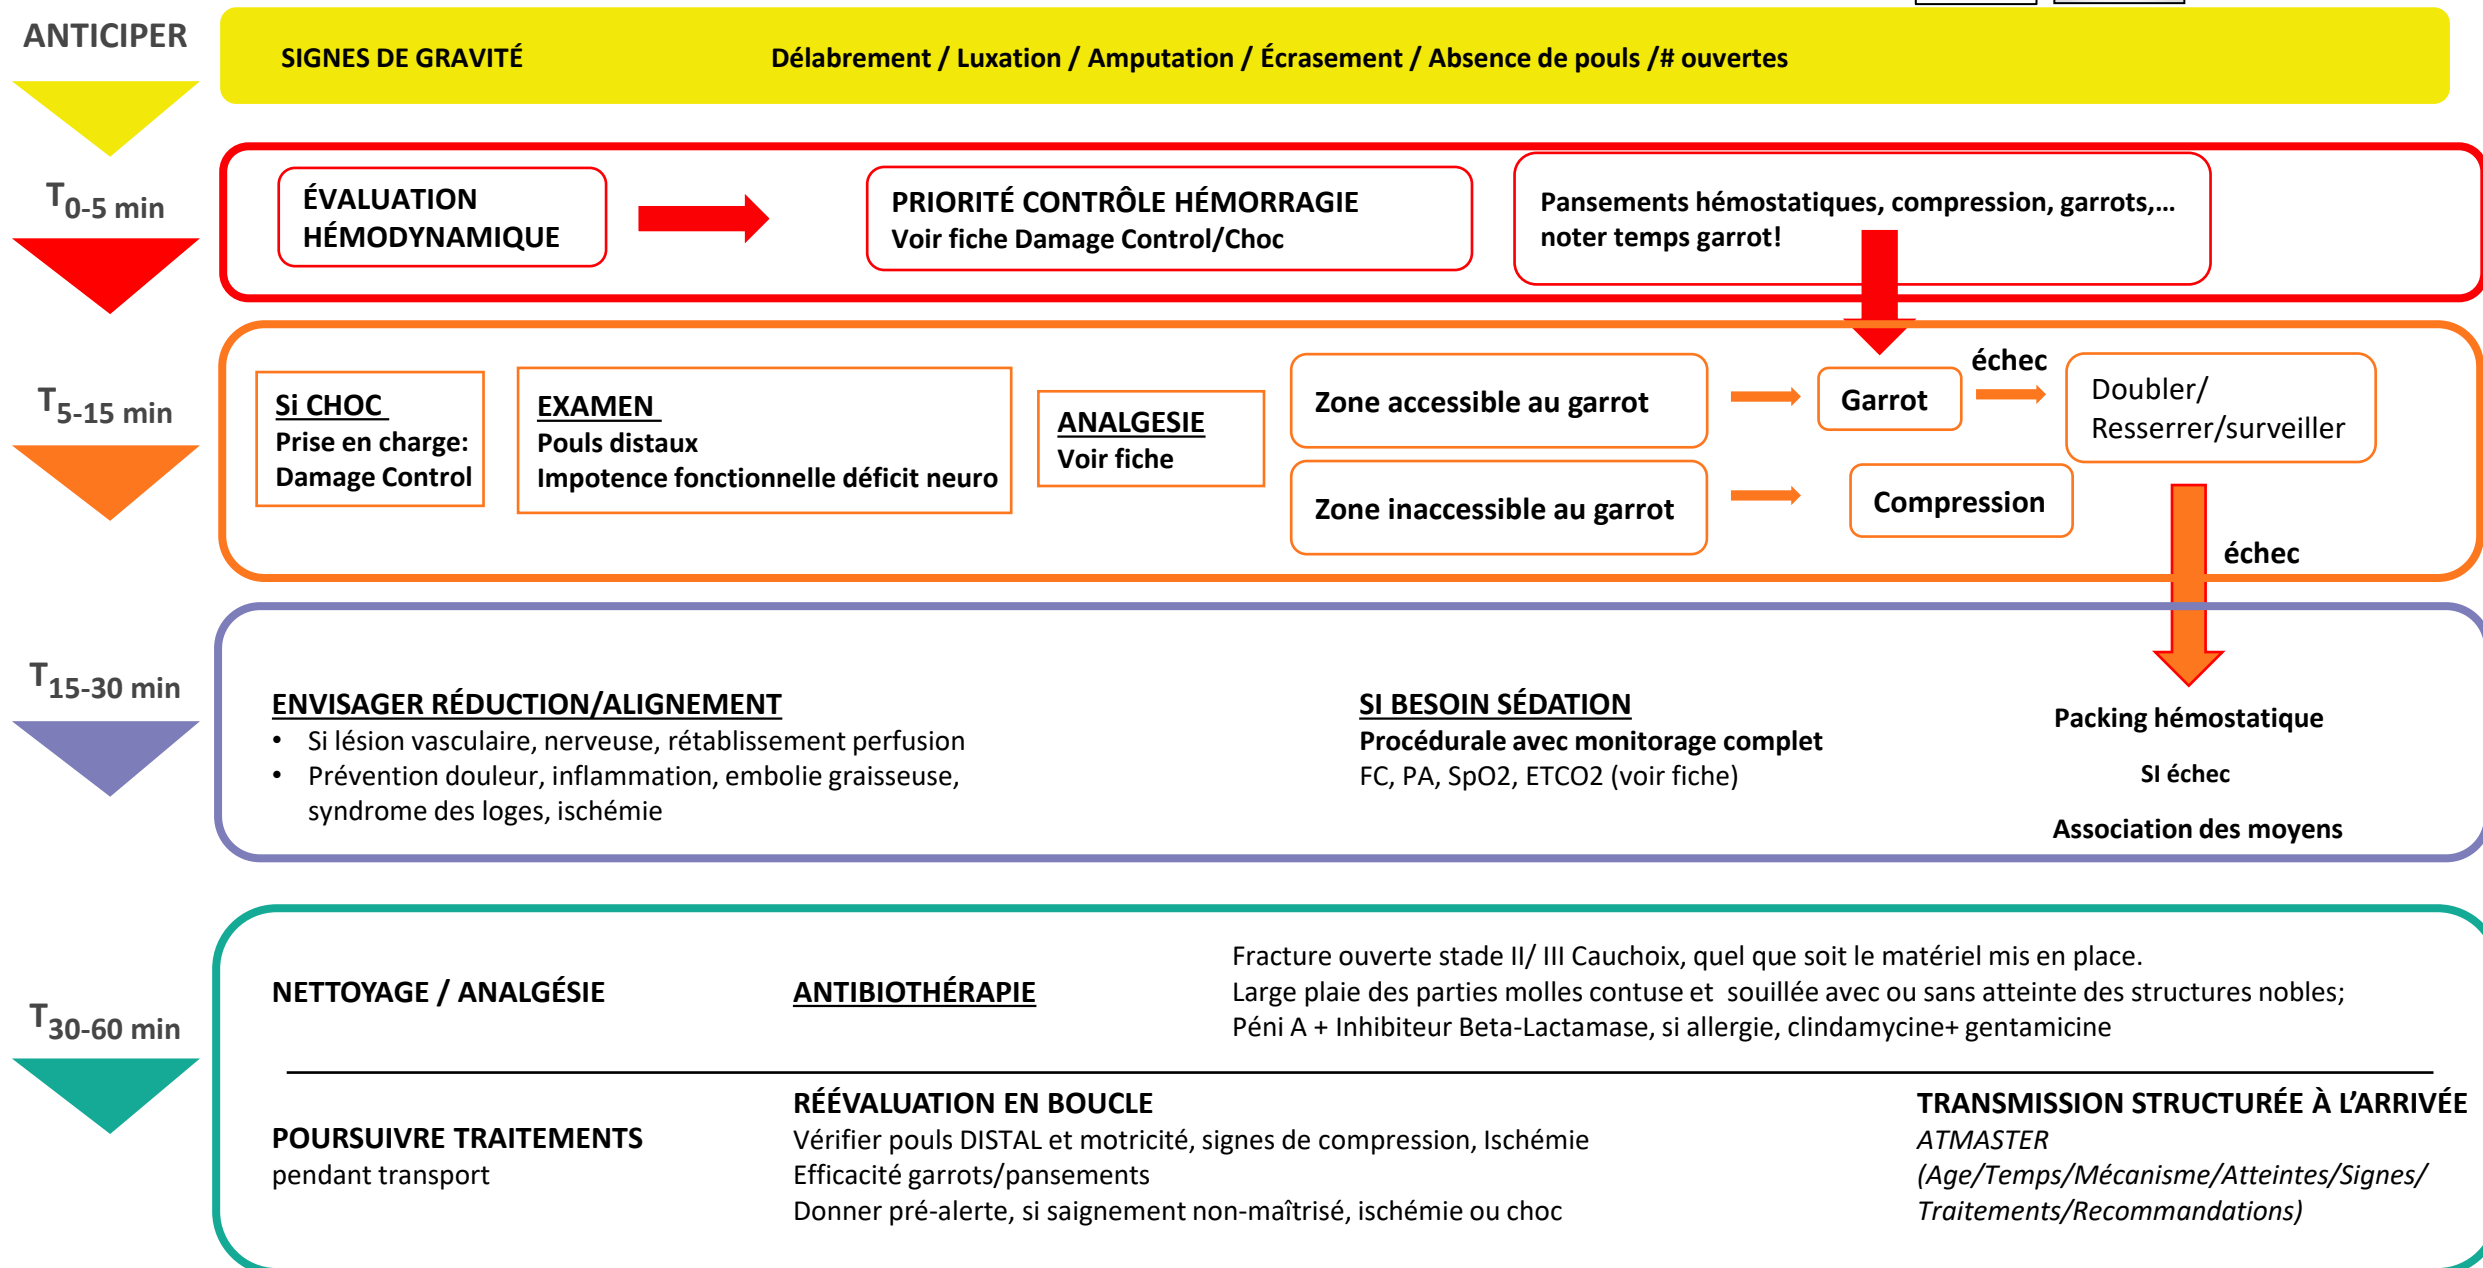 ANTICIPER
SIGNES DE GRAVITÉ
Délabrement / Luxation / Amputation / Écrasement / Absence de pouls /# ouvertes
T0-5 min
ÉVALUATION
HÉMODYNAMIQUE
PRIORITÉ CONTRÔLE HÉMORRAGIE
Voir fiche Damage Control/Choc
Pansements hémostatiques, compression, garrots,...
noter temps garrot!
T5-15 min
Si CHOC
Prise en charge:
Damage Control
EXAMEN
Pouls distaux
Impotence fonctionnelle déficit neuro
ANALGESIE
Voir fiche
Zone accessible au garrot
Garrot
échec
Doubler/
Resserrer/surveiller
Zone inaccessible au garrot
Compression
échec
T15-30 min
ENVISAGER RÉDUCTION/ALIGNEMENT
• Si lésion vasculaire, nerveuse, rétablissement perfusion
• Prévention douleur, inflammation, embolie graisseuse,
syndrome des loges, ischémie
SI BESOIN SÉDATION
Procédurale avec monitorage complet
FC, PA, SpO2, ETCO2 (voir fiche)
Packing hémostatique
SI échec
Association des moyens
T30-60 min
NETTOYAGE / ANALGÉSIE
ANTIBIOTHÉRAPIE
Fracture ouverte stade II/ III Cauchoix, quel que soit le matériel mis en place.
Large plaie des parties molles contuse et souillée avec ou sans atteinte des structures nobles;
Péni A + Inhibiteur Beta-Lactamase, si allergie, clindamycine+ gentamicine
POURSUIVRE TRAITEMENTS
pendant transport
RÉÉVALUATION EN BOUCLE
Vérifier pouls DISTAL et motricité, signes de compression, Ischémie
Efficacité garrots/pansements
Donner pré-alerte, si saignement non-maîtrisé, ischémie ou choc
TRANSMISSION STRUCTURÉE À L'ARRIVÉE
ATMASTER
(Age/Temps/Mécanisme/Atteintes/Signes/
Traitements/Recommandations)